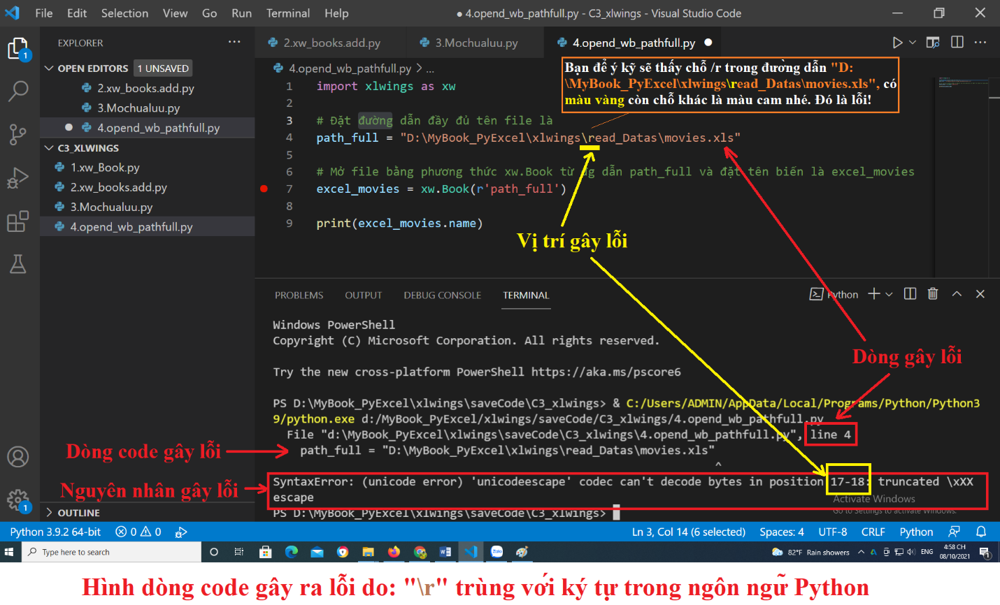 File Edit Selection View Go Run Terminal Help
● 4.opend_wb_pathfull.py - C3_xlwings - Visual Studio Code
EXPLORER
OPEN EDITORS 1 UNSAVED
2.xw_books.add.py
3.Mochualuu.py
4.opend_wb_pathfull.py
C3_XLWINGS
1.xw_Book.py
2.xw_books.add.py
3.Mochualuu.py
4.opend_wb_pathfull.py
OUTLINE
1
1
2.xw_books.add.py 3.Mochualuu.py 4.opend_wb_pathfull.py
4.opend_wb_pathfull.py > ...
Bạn để ý kỹ sẽ thấy chỗ /r trong đường dẫn "D:
\MyBook_PyExcel\xlwings\read_Datas\movies.xls", có
màu vàng còn chỗ khác là màu cam nhé. Đó là lỗi!
1 import xlwings as xw
2
3 # Đặt đường dẫn đầy đủ tên file là
4 path_full = "D:\MyBook_PyExcel\xlwings\read_Datas\movies.xls"
5
6 # Mở file bằng phương thức xw.Book từ g dẫn path_full và đặt tên biến là excel_movies
7 excel_movies = xw.Book(r'path_full')
8
9 print(excel_movies.name)
Vị trí gây lỗi
PROBLEMS OUTPUT DEBUG CONSOLE TERMINAL
Python
Windows PowerShell
Copyright (C) Microsoft Corporation. All rights reserved.
Dòng gây lỗi
Try the new cross-platform PowerShell https://aka.ms/pscore6
PS D:\MyBook_PyExcel\xlwings\saveCode\C3_xlwings> & C:/Users/ADMIN/AppData/Local/Programs/Python/Python3
9/python.exe d:/MyBook_PyExcel/xlwings/saveCode/C3_xlwings/4.opend_wb_pathfull.py
File "d:\MyBook_PyExcel\xlwings\saveCode\C3_xlwings\4.opend_wb_pathfull.py", line 4
Dòng code gây lỗi
path_full = "D:\MyBook_PyExcel\xlwings\read_Datas\movies.xls"
^
Nguyên nhân gây lỗi
SyntaxError: (unicode error) 'unicodeescape' codec can't decode bytes in position 17-18: truncated \xXX
escape
Activate Windows
Go to Settings to activate Windows.
PS D:\MyBook_PyExcel\xlwings\saveCode\C3_xlwings>
Python 3.9.2 64-bit 0 0
Ln 3, Col 14 (6 selected) Spaces: 4 UTF-8 CRLF Python
Type here to search
Zalo
82°F Rain showers ENG
4:58 CH
08/10/2021
1
Hình dòng code gây ra lỗi do: "\r" trùng với ký tự trong ngôn ngữ Python